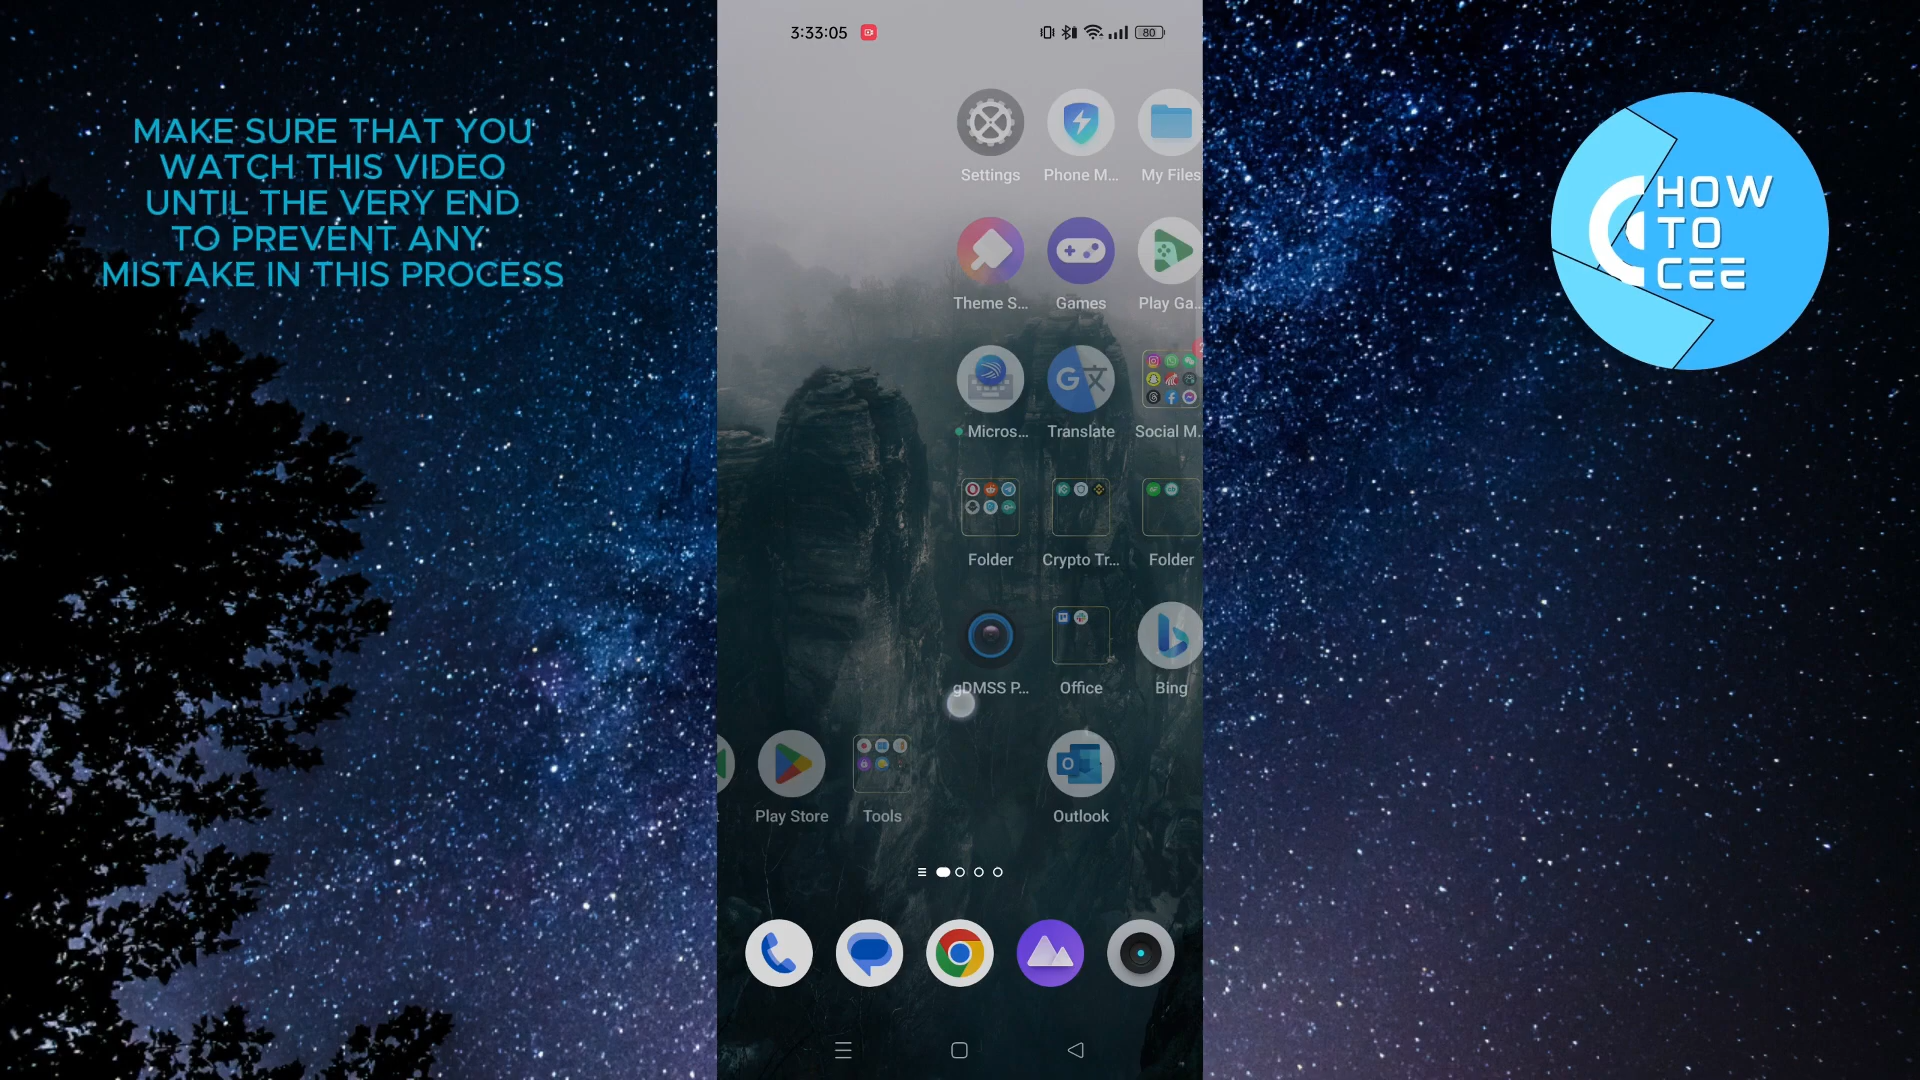 MAKE SURE THAT YOU
WATCH THIS VIDEO
UNTIL THE VERY END
TO PREVENT ANY
MISTAKE IN THIS PROCESS
3:33:05
80
Settings
Phone M...
My Files
Theme S...
Games
Play Ga...
Micros...
Translate
Social M...
Folder
Crypto Tr...
Folder
gDMSS P...
Office
Bing
Play Store
Tools
Outlook
HOW
TO
CEE